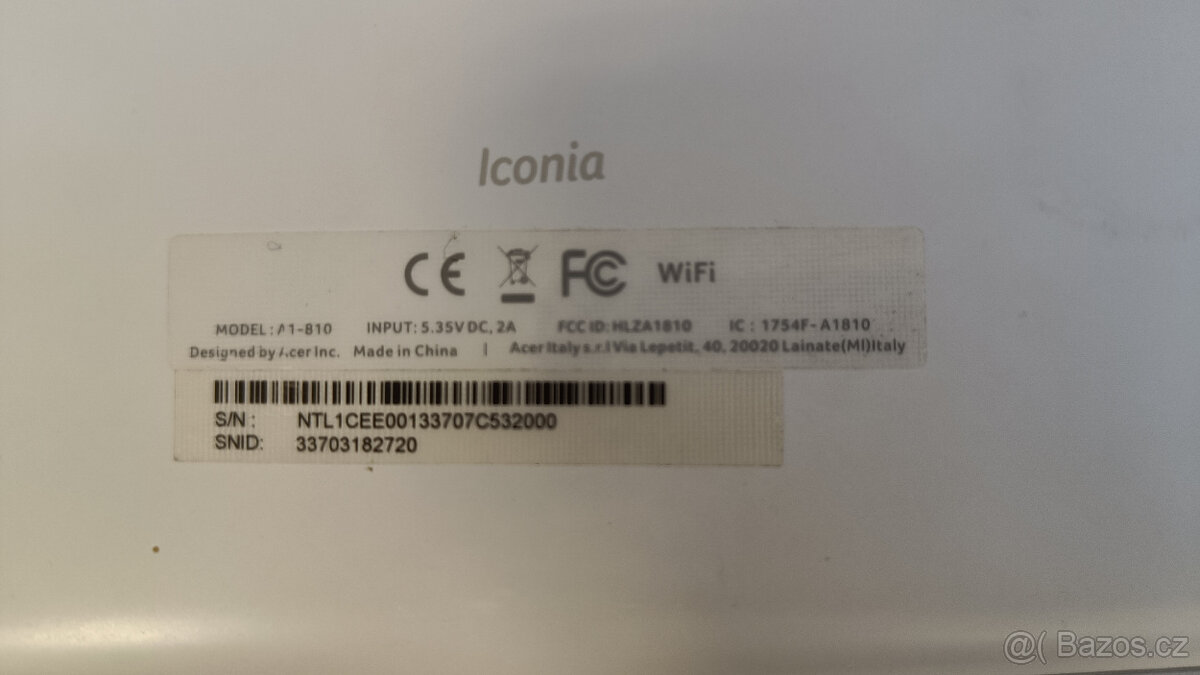 Iconia
CE FC WiFi
MODEL: A1-810 INPUT: 5.35V DC, 2A FCC ID: HLZA1810 IC : 1754F-A1810
Designed by Acer Inc. Made in China | Acer Italy s.r.l Via Lepetit, 40, 20020 Lainate(MI)Italy
S/N : NTL1CEE00133707C532000
SNID: 33703182720
@( Bazos.cz